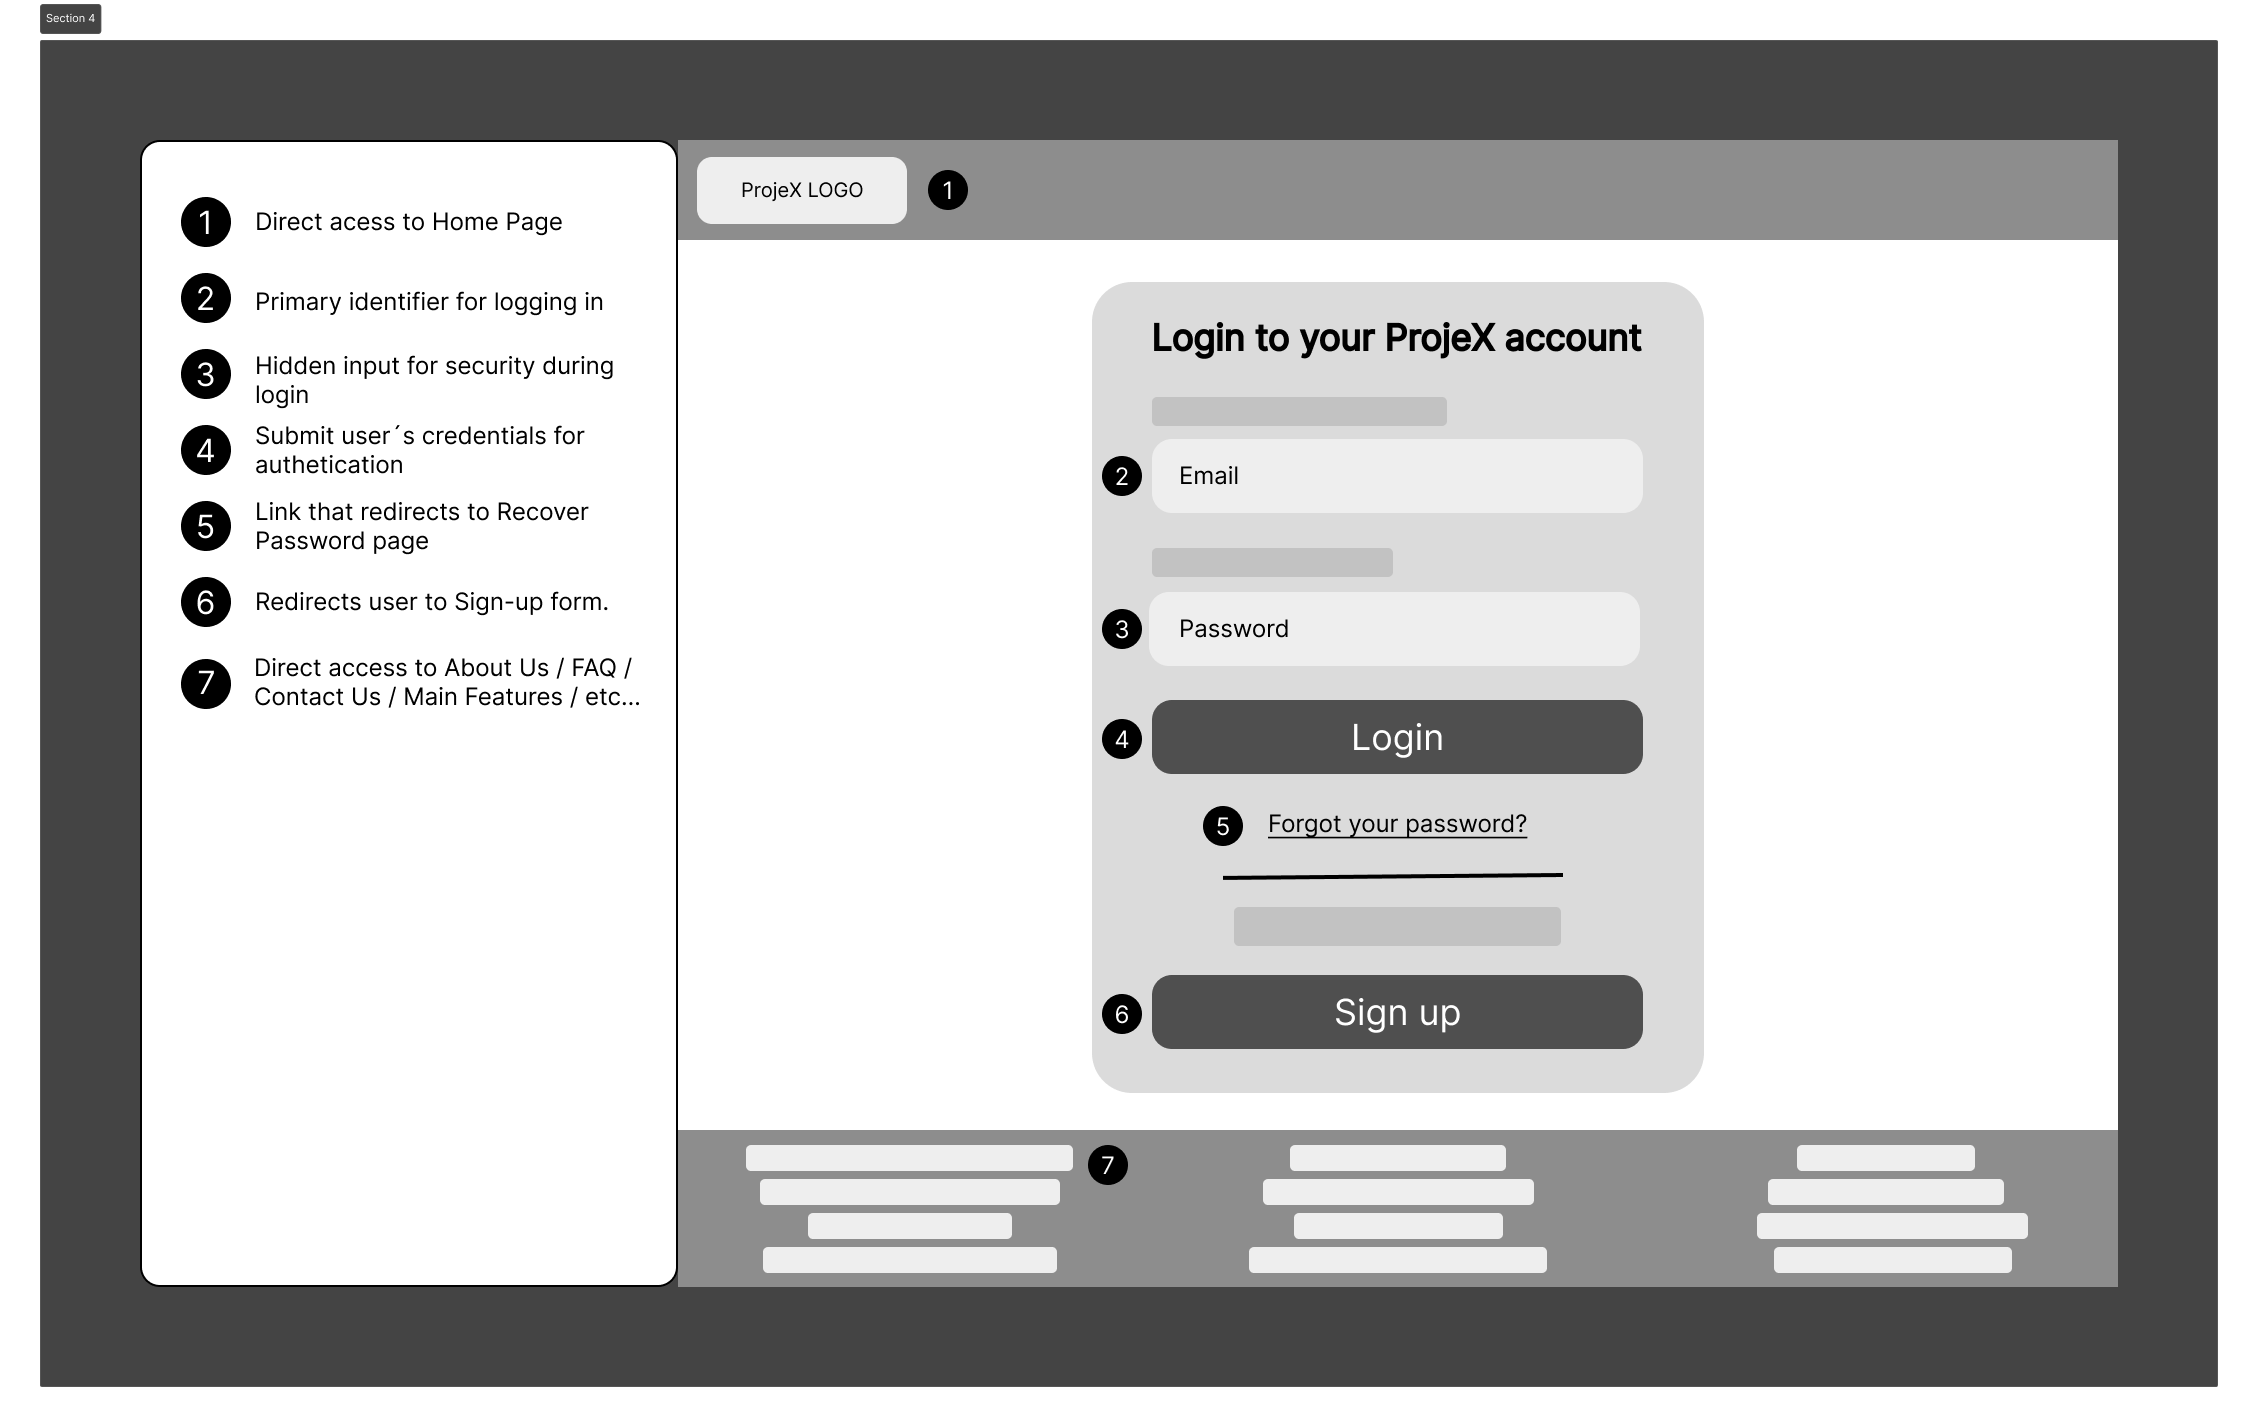 Section 4
1
Direct acess to Home Page
2
Primary identifier for logging in
3
Hidden input for security during
login
4
Submit user´s credentials for
authetication
5
Link that redirects to Recover
Password page
6
Redirects user to Sign-up form.
7
Direct access to About Us / FAQ /
Contact Us / Main Features / etc...
ProjeX LOGO
1
Login to your ProjeX account
2
Email
3
Password
4
Login
5
Forgot your password?
6
Sign up
7